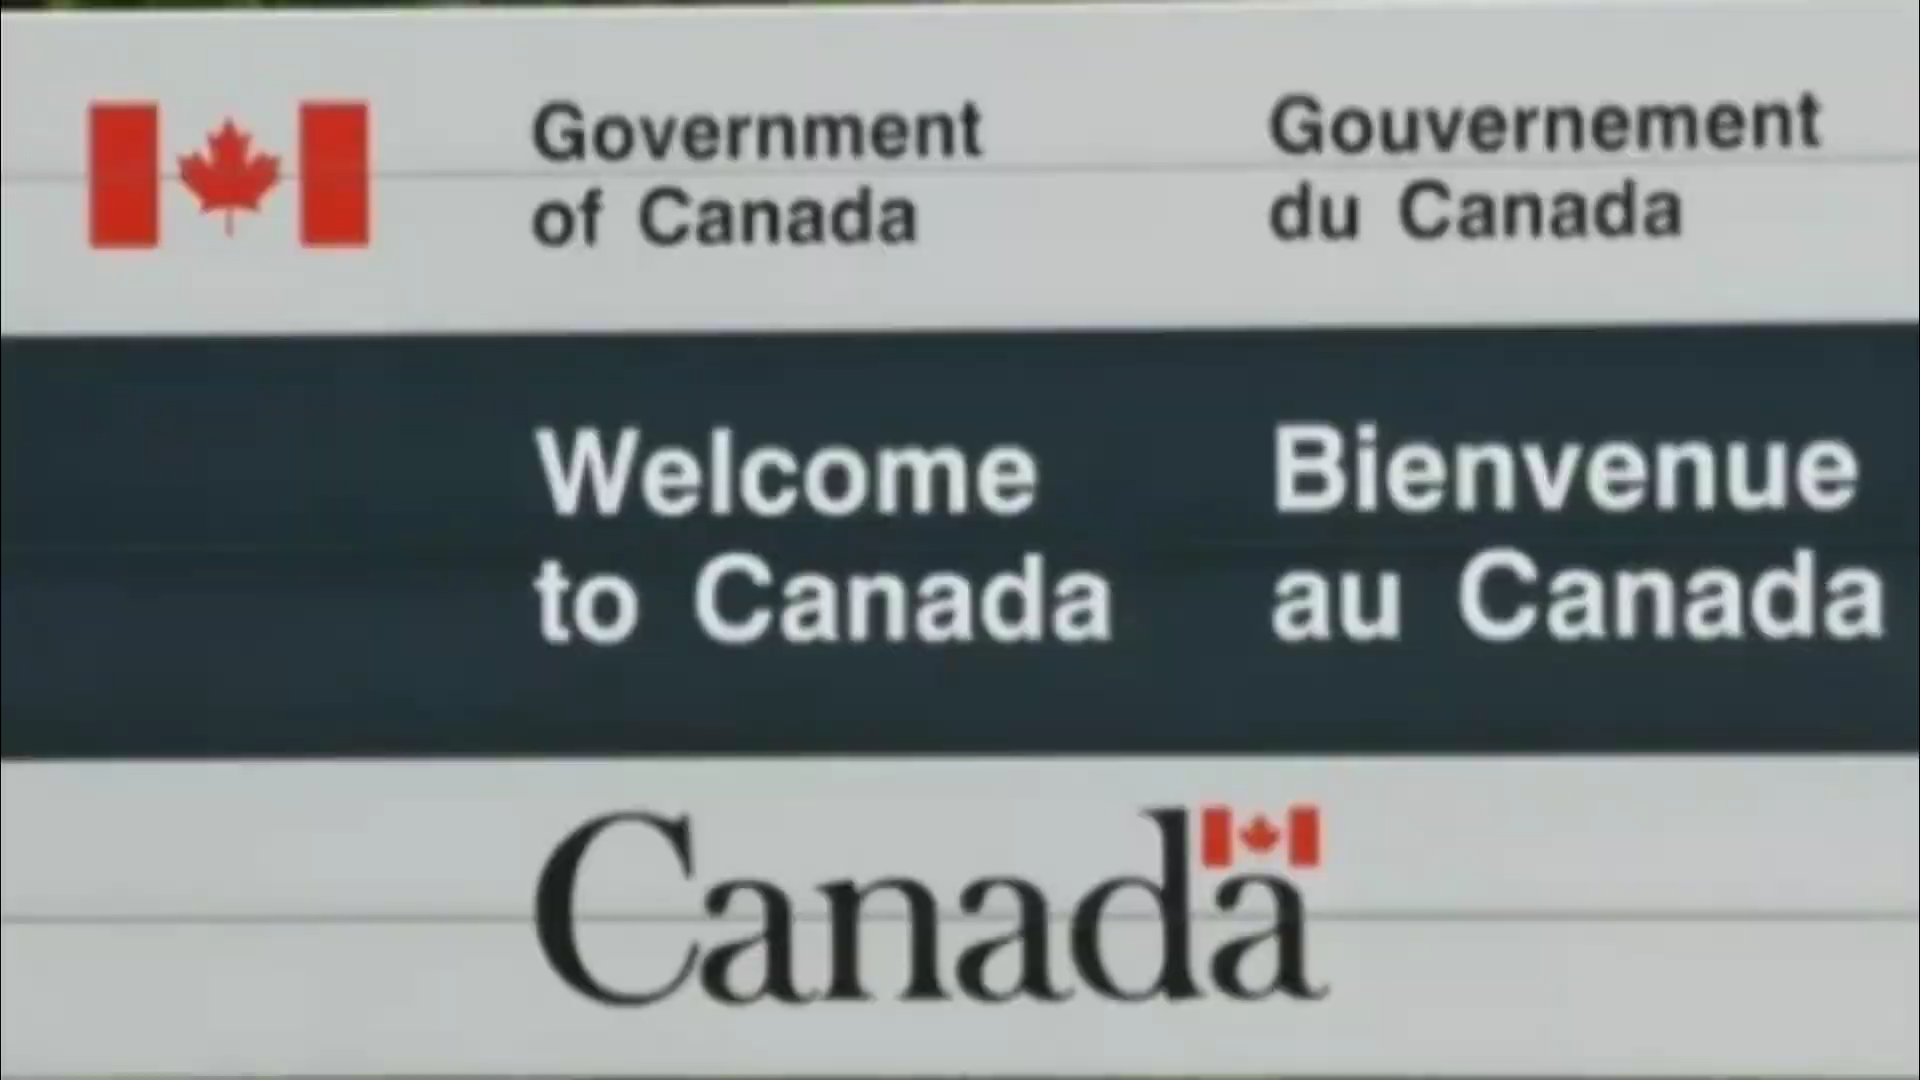 Government
of Canada
Gouvernement
du Canada
Welcome
to Canada
Bienvenue
au Canada
Canada